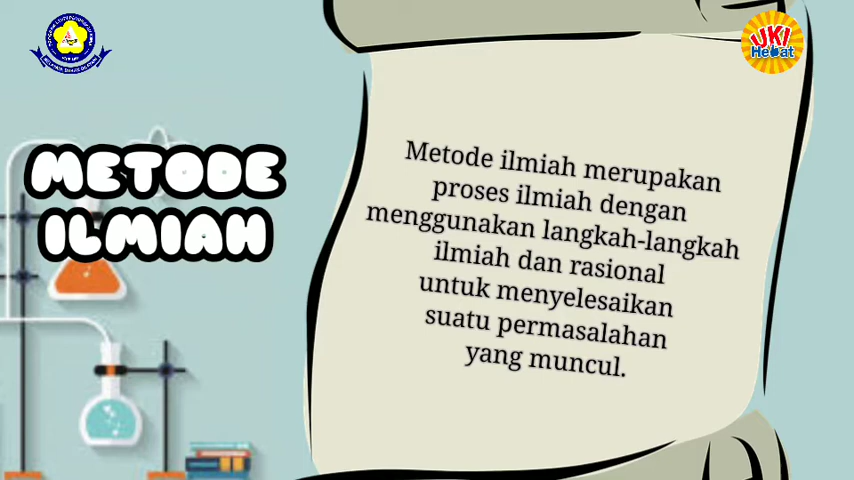 UKI
Hebat
METODE
ILMIAH
Metode ilmiah merupakan
proses ilmiah dengan
menggunakan langkah-langkah
ilmiah dan rasional
untuk menyelesaikan
suatu permasalahan
yang muncul.